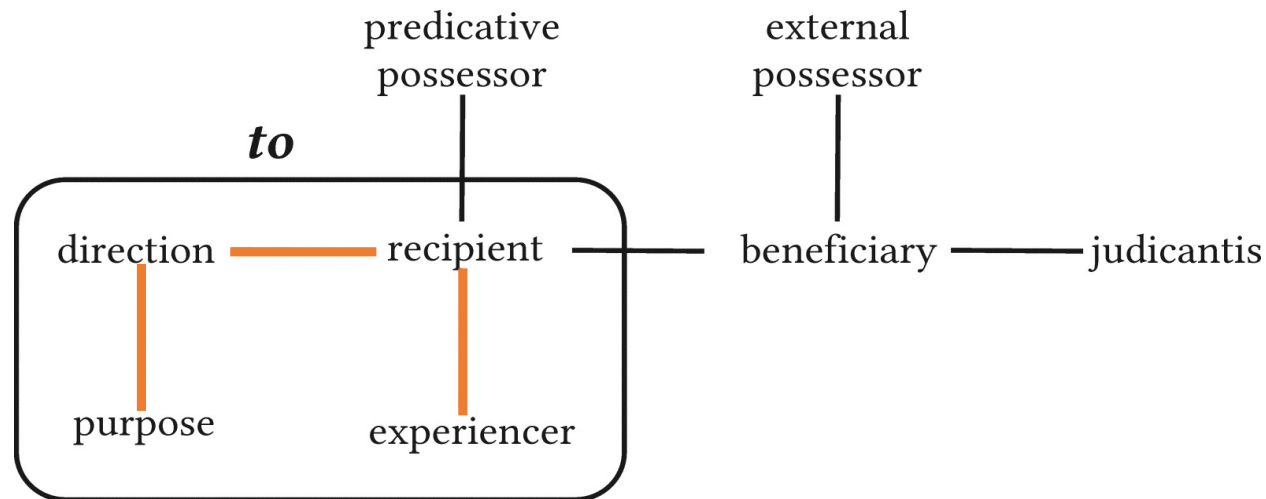 predicative
possessor
external
possessor
to
direction
recipient
beneficiary
judicantis
purpose
experiencer